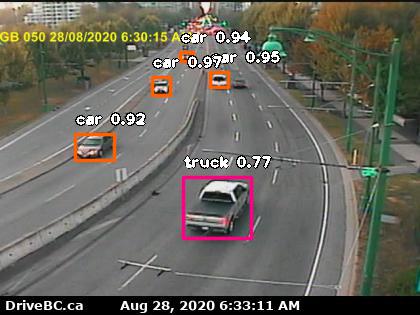 GB 050 28/08/2020 6:30:15 A
car 0.94
car 0.97
car 0.95
car 0.92
truck 0.77
DriveBC.ca
Aug 28, 2020 6:33:11 AM